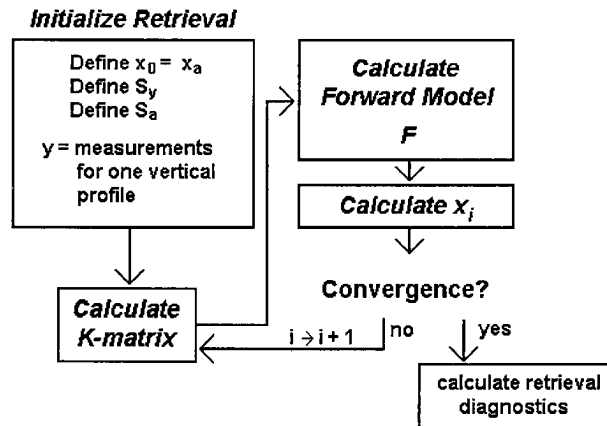 Initialize Retrieval
Define x₀ = xₐ
Define Sᵧ
Define Sₐ
y = measurements
for one vertical
profile
Calculate
K-matrix
Calculate
Forward Model
F
Calculate xᵢ
Convergence?
no
yes
i → i + 1
calculate retrieval
diagnostics